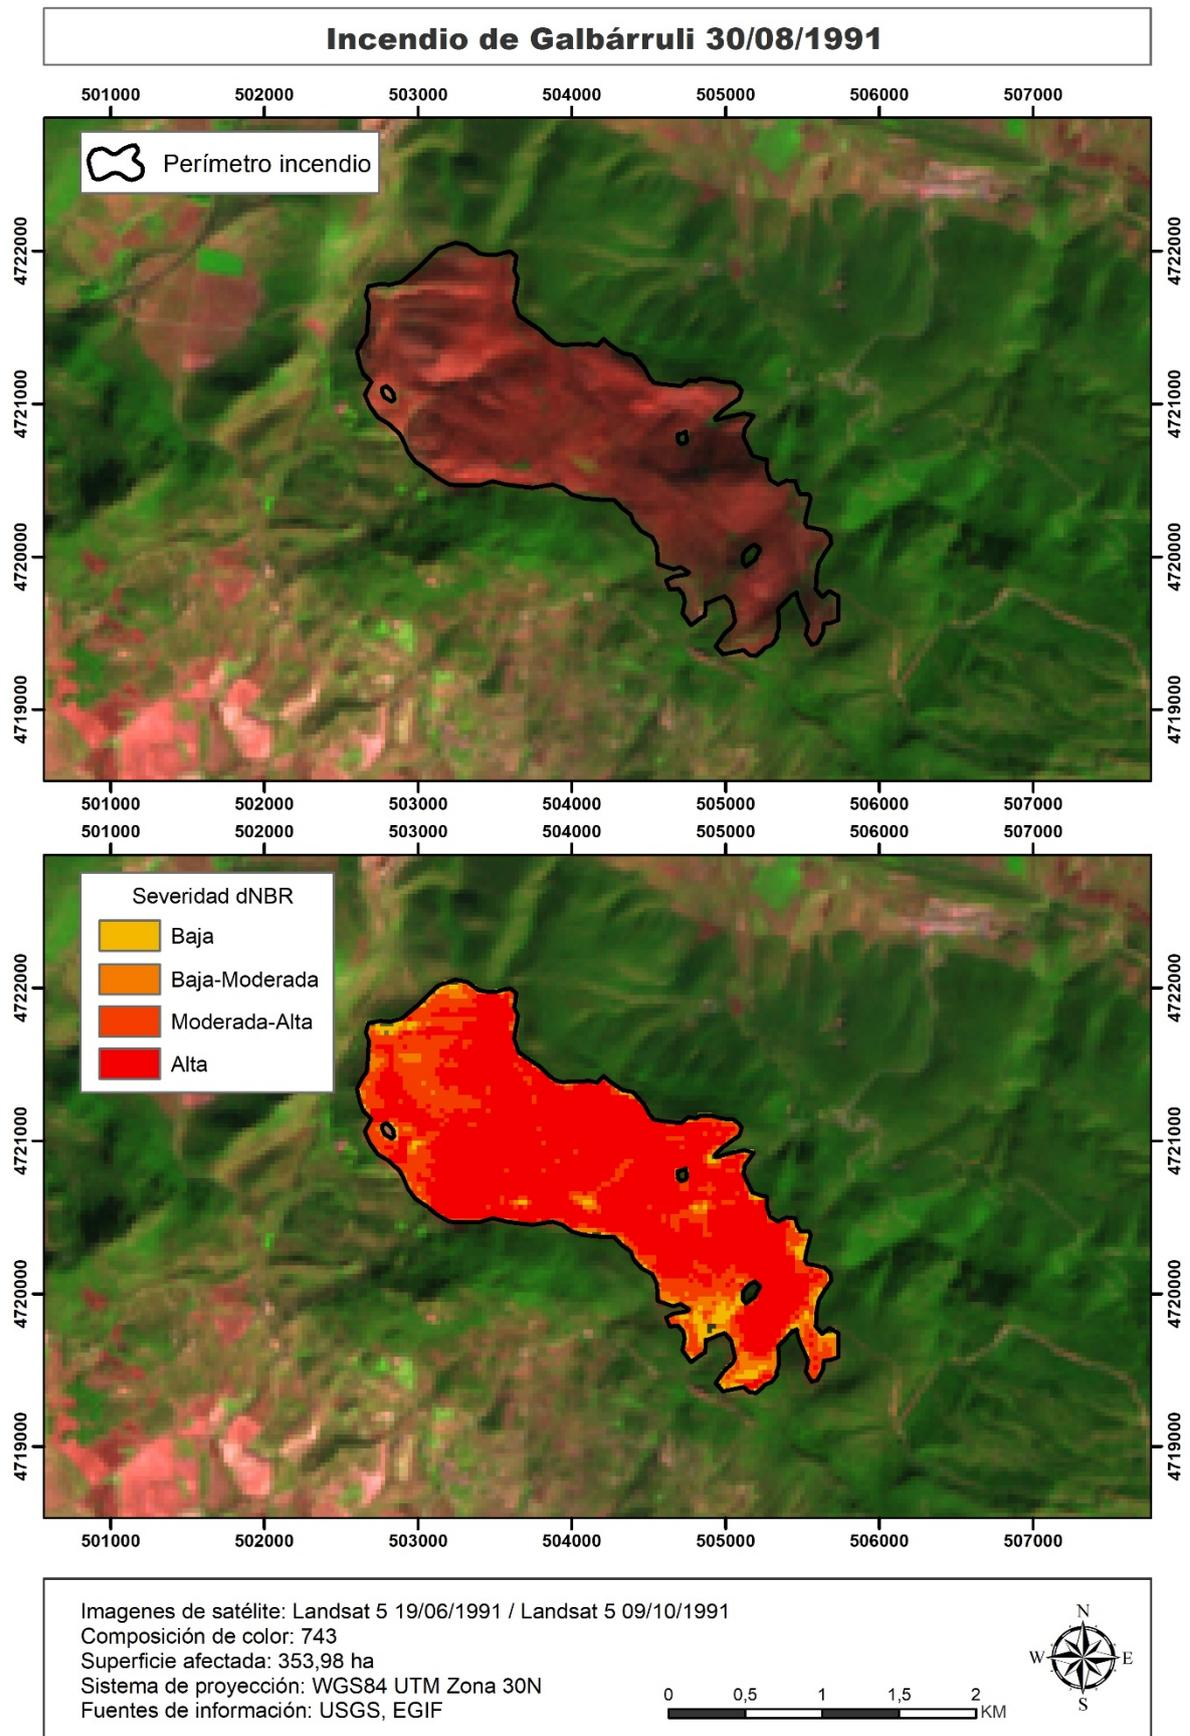 Incendio de Galbárruli 30/08/1991
501000 502000 503000 504000 505000 506000 507000
Perímetro incendio
4722000 4722000
4721000 4721000
4720000 4720000
4719000 4719000
501000 502000 503000 504000 505000 506000 507000
501000 502000 503000 504000 505000 506000 507000
Severidad dNBR
Baja
Baja-Moderada
Moderada-Alta
Alta
4722000 4722000
4721000 4721000
4720000 4720000
4719000 4719000
501000 502000 503000 504000 505000 506000 507000
Imagenes de satélite: Landsat 5 19/06/1991 / Landsat 5 09/10/1991
Composición de color: 743
Superficie afectada: 353,98 ha
Sistema de proyección: WGS84 UTM Zona 30N
Fuentes de información: USGS, EGIF
N
W E
S
0 0,5 1 1,5 2
KM